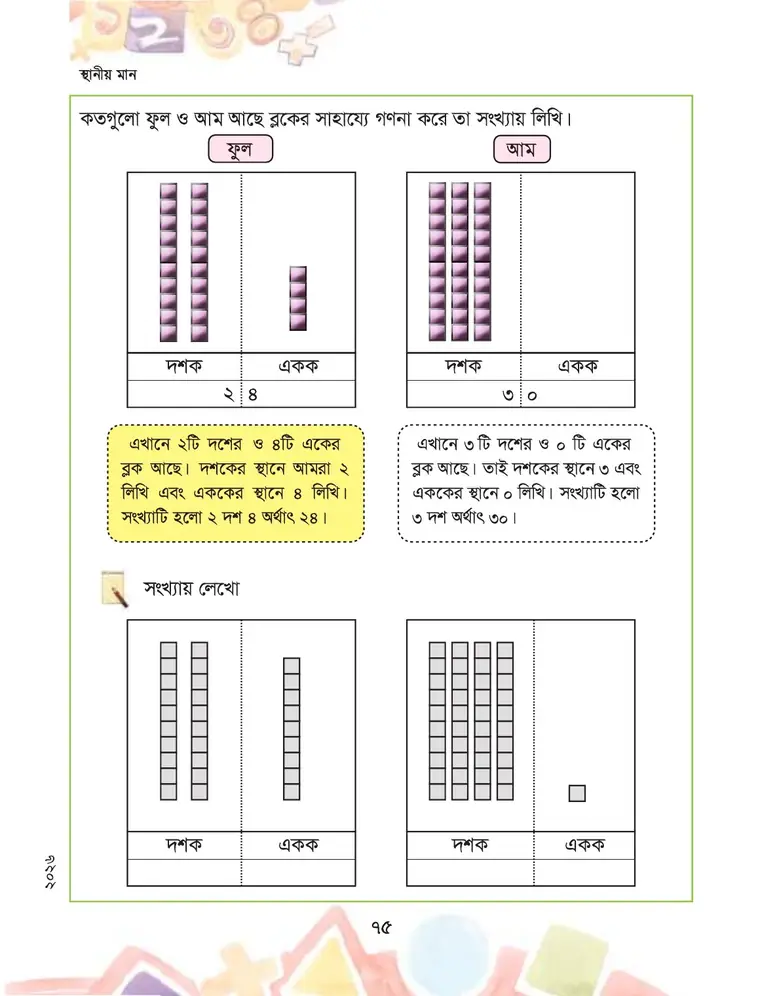 ১২৩৪
স্থানীয় মান
কতগুলো ফুল ও আম আছে ব্লকের সাহায্যে গণনা করে তা সংখ্যায় লিখি।
ফুল
আম
দশক একক
২ ৪
দশক একক
৩ ০
এখানে ২টি দশের ও ৪টি একের
ব্লক আছে। দশকের স্থানে আমরা ২
লিখি এবং এককের স্থানে ৪ লিখি।
সংখ্যাটি হলো ২ দশ ৪ অর্থাৎ ২৪।
এখানে ৩ টি দশের ও ০ টি একের
ব্লক আছে। তাই দশকের স্থানে ৩ এবং
এককের স্থানে ০ লিখি। সংখ্যাটি হলো
৩ দশ অর্থাৎ ৩০।
সংখ্যায় লেখো
দশক একক
দশক একক
২০২৬
৭৫